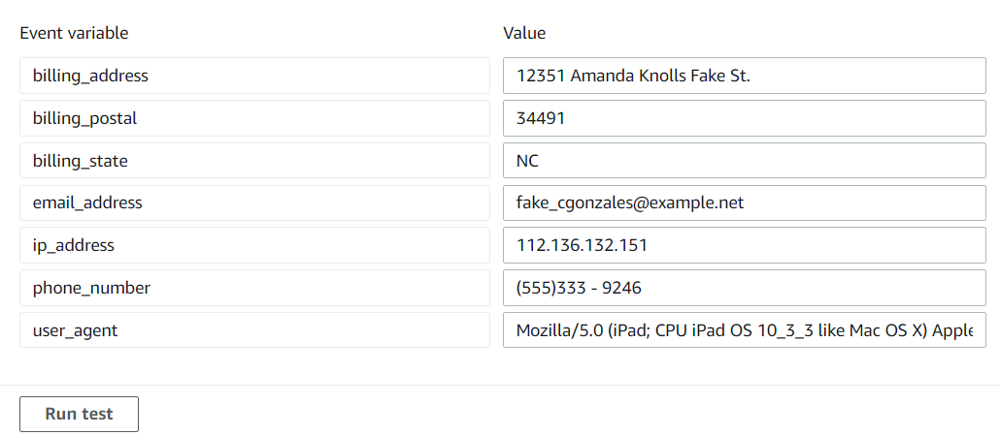 Event variable Value
billing_address 12351 Amanda Knolls Fake St.
billing_postal 34491
billing_state NC
email_address fake_cgonzales@example.net
ip_address 112.136.132.151
phone_number (555)333 - 9246
user_agent Mozilla/5.0 (iPad; CPU iPad OS 10_3_3 like Mac OS X) Apple
Run test